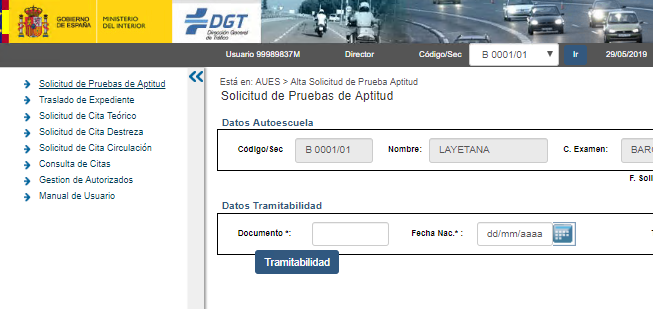 GOBIERNO DE ESPAÑA
MINISTERIO DEL INTERIOR
DGT
Dirección General de Tráfico
Usuario 99989837M Director Código/Sec B 0001/01 Ir 29/05/2019
Solicitud de Pruebas de Aptitud
Traslado de Expediente
Solicitud de Cita Teórico
Solicitud de Cita Destreza
Solicitud de Cita Circulación
Consulta de Citas
Gestion de Autorizados
Manual de Usuario
Está en: AUES > Alta Solicitud de Prueba Aptitud
Solicitud de Pruebas de Aptitud
Datos Autoescuela
Código/Sec B 0001/01 Nombre: LAYETANA C. Examen: BARC
F. Soli
Datos Tramitabilidad
Documento *: Fecha Nac.* : dd/mm/aaaa
Tramitabilidad